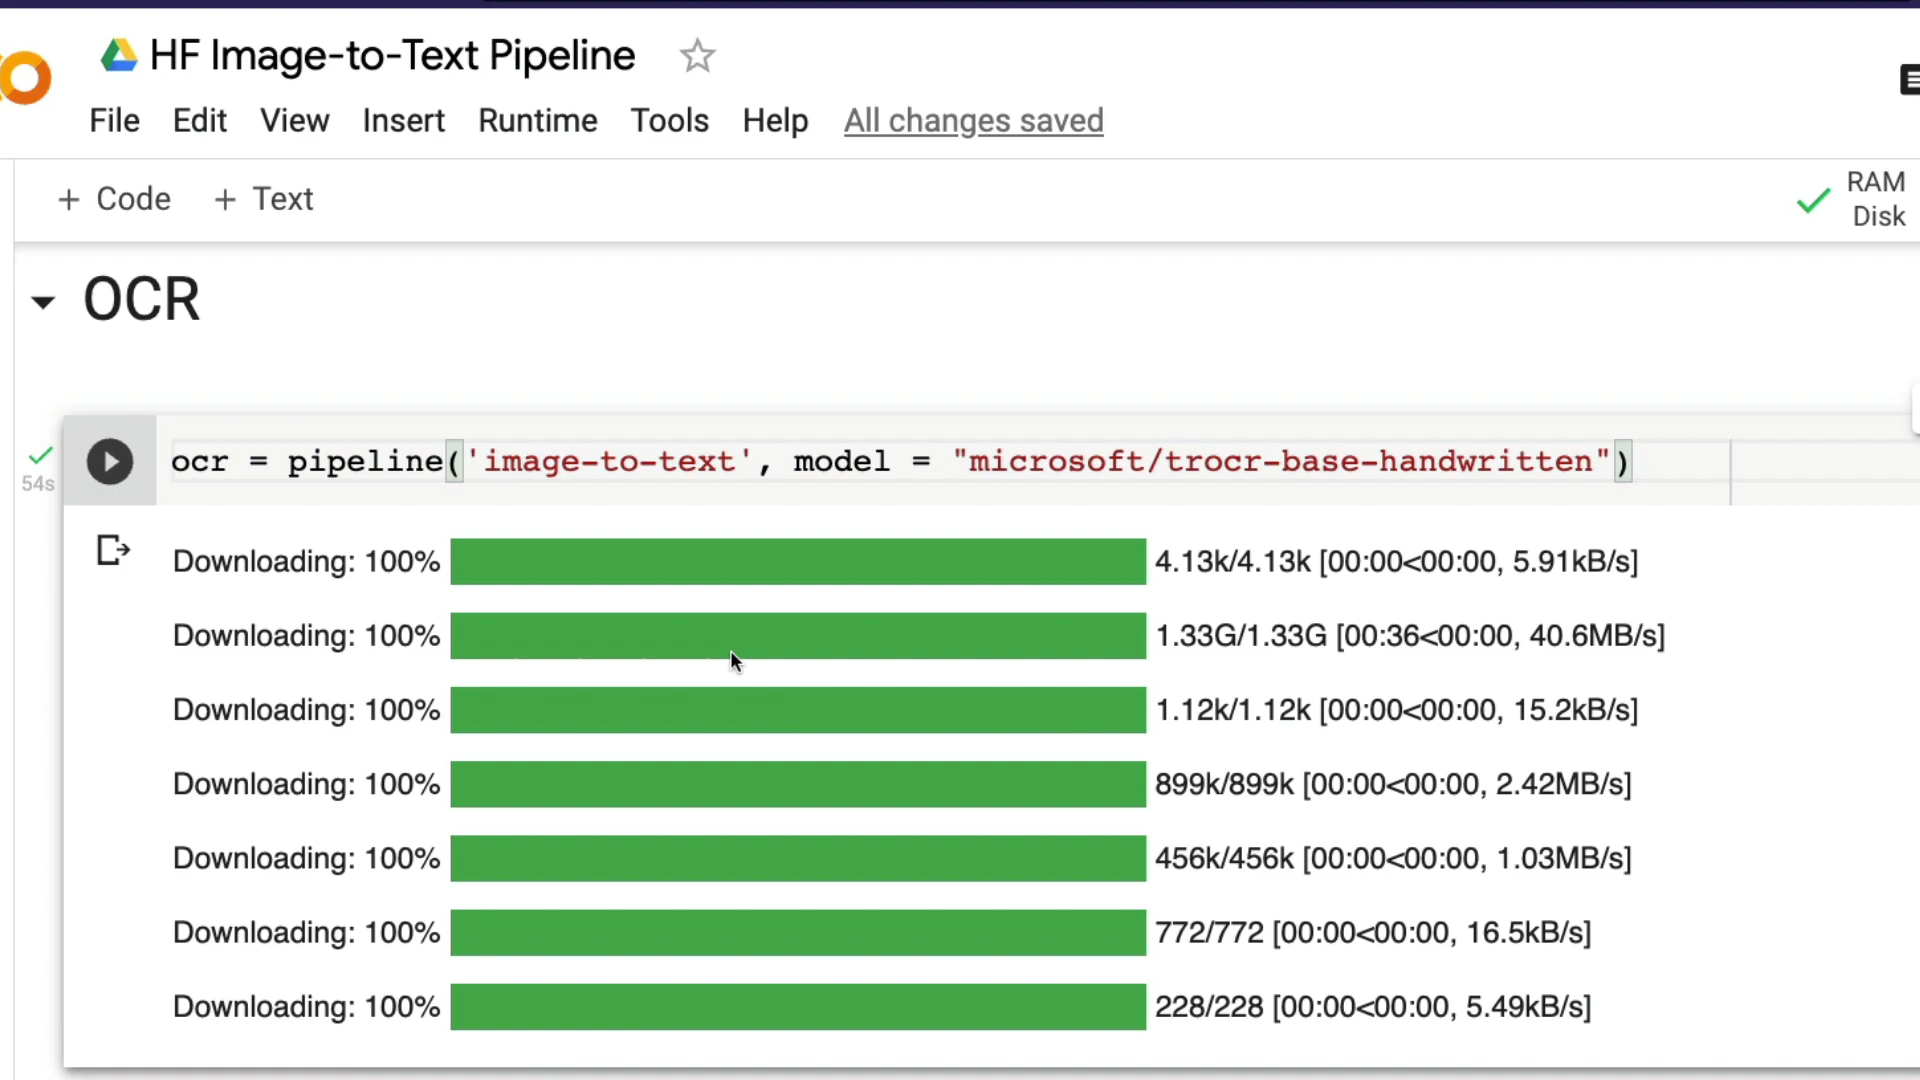 HF Image-to-Text Pipeline
File Edit View Insert Runtime Tools Help All changes saved
+ Code + Text
RAM
Disk
OCR
ocr = pipeline('image-to-text', model = "microsoft/trocr-base-handwritten")
54s
Downloading: 100% 4.13k/4.13k [00:00<00:00, 5.91kB/s]
Downloading: 100% 1.33G/1.33G [00:36<00:00, 40.6MB/s]
Downloading: 100% 1.12k/1.12k [00:00<00:00, 15.2kB/s]
Downloading: 100% 899k/899k [00:00<00:00, 2.42MB/s]
Downloading: 100% 456k/456k [00:00<00:00, 1.03MB/s]
Downloading: 100% 772/772 [00:00<00:00, 16.5kB/s]
Downloading: 100% 228/228 [00:00<00:00, 5.49kB/s]